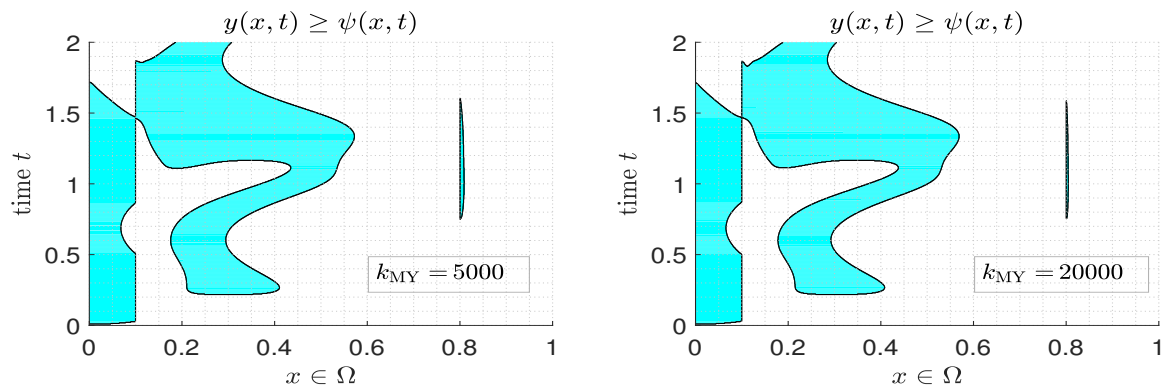 y(x, t) ≥ ψ(x, t)
2
1.5
1
0.5
0
time t
k_MY = 5000
0 0.2 0.4 0.6 0.8 1
x ∈ Ω
y(x, t) ≥ ψ(x, t)
2
1.5
1
0.5
0
time t
k_MY = 20000
0 0.2 0.4 0.6 0.8 1
x ∈ Ω